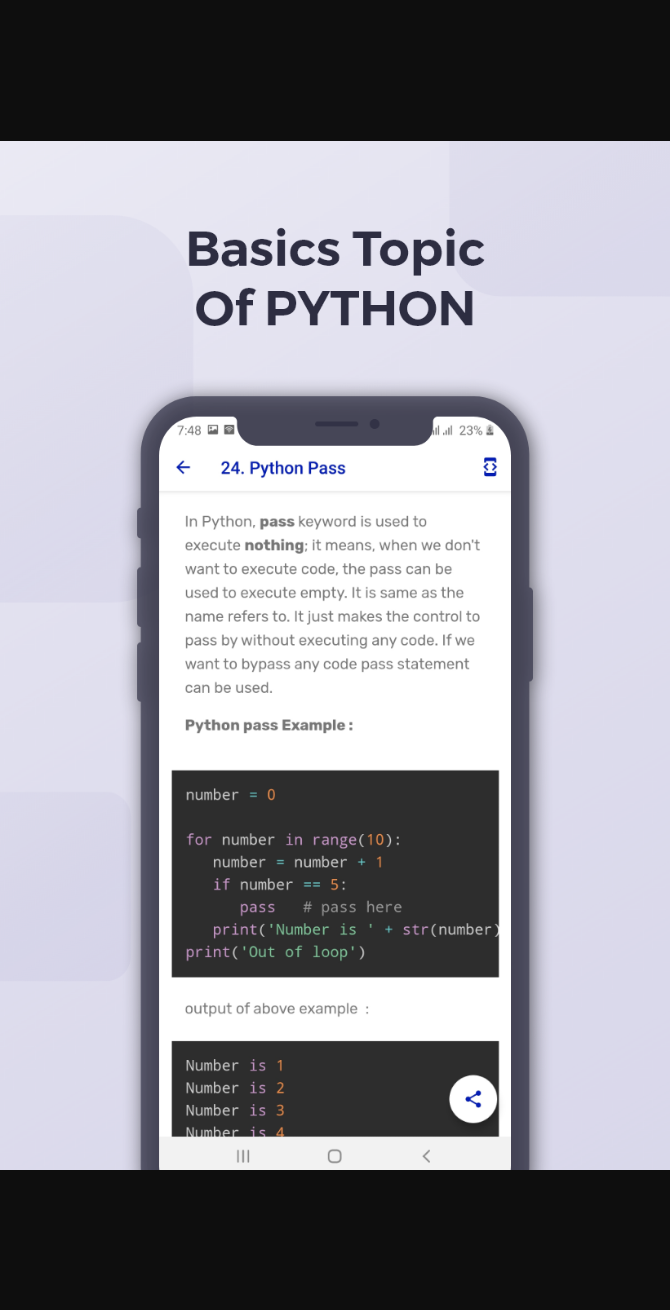 Basics Topic
Of PYTHON
7:48 23%
24. Python Pass
In Python, pass keyword is used to
execute nothing; it means, when we don't
want to execute code, the pass can be
used to execute empty. It is same as the
name refers to. It just makes the control to
pass by without executing any code. If we
want to bypass any code pass statement
can be used.
Python pass Example :
number = 0
for number in range(10):
   number = number + 1
   if number == 5:
      pass   # pass here
   print('Number is ' + str(number)
print('Out of loop')
output of above example :
Number is 1
Number is 2
Number is 3
Number is 4